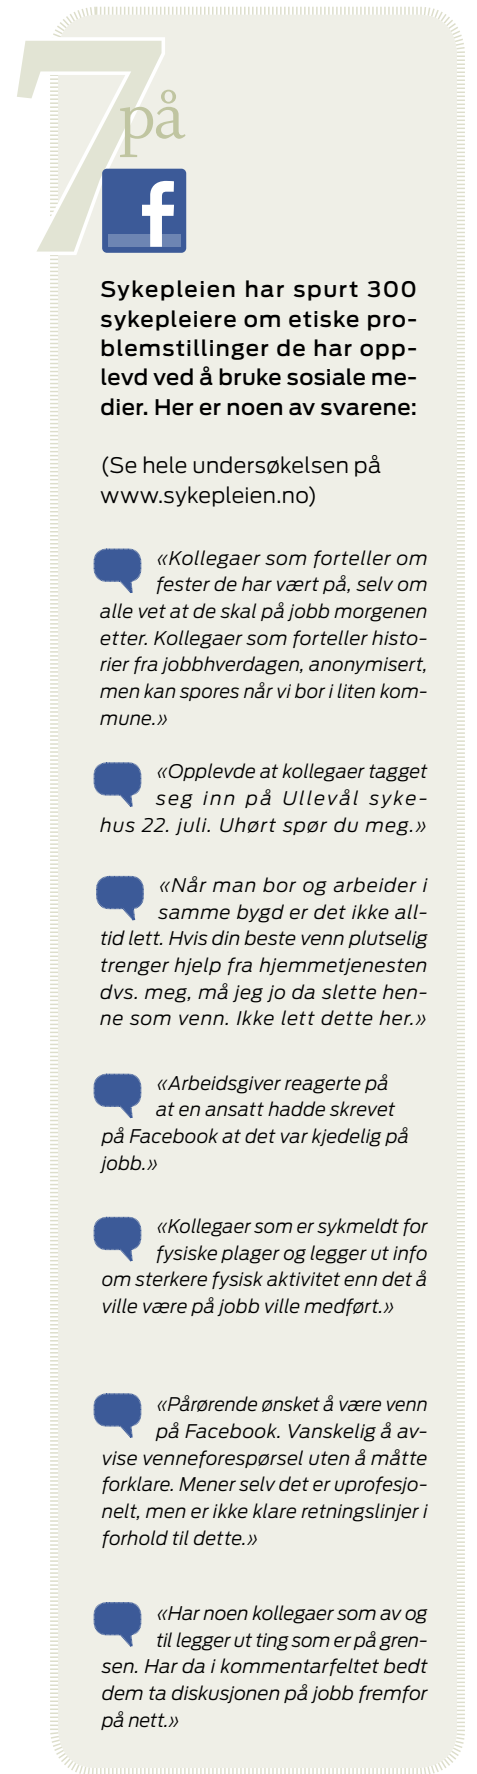 7
på
f
Sykepleien har spurt 300
sykepleiere om etiske pro-
blemstillinger de har opp-
levd ved å bruke sosiale me-
dier. Her er noen av svarene:
(Se hele undersøkelsen på
www.sykepleien.no)
«Kollegaer som forteller om
fester de har vært på, selv om
alle vet at de skal på jobb morgenen
etter. Kollegaer som forteller histo-
rier fra jobbhverdagen, anonymisert,
men kan spores når vi bor i liten kom-
mune.»
«Opplevde at kollegaer tagget
seg inn på Ullevål syke-
hus 22. juli. Uhørt spør du meg.»
«Når man bor og arbeider i
samme bygd er det ikke all-
tid lett. Hvis din beste venn plutselig
trenger hjelp fra hjemmetjenesten
dvs. meg, må jeg jo da slette hen-
ne som venn. Ikke lett dette her.»
«Arbeidsgiver reagerte på
at en ansatt hadde skrevet
på Facebook at det var kjedelig på
jobb.»
«Kollegaer som er sykmeldt for
fysiske plager og legger ut info
om sterkere fysisk aktivitet enn det å
ville være på jobb ville medført.»
«Pårørende ønsket å være venn
på Facebook. Vanskelig å av-
vise venneforespørsel uten å måtte
forklare. Mener selv det er uprofesjo-
nelt, men er ikke klare retningslinjer i
forhold til dette.»
«Har noen kollegaer som av og
til legger ut ting som er på gren-
sen. Har da i kommentarfeltet bedt
dem ta diskusjonen på jobb fremfor
på nett.»